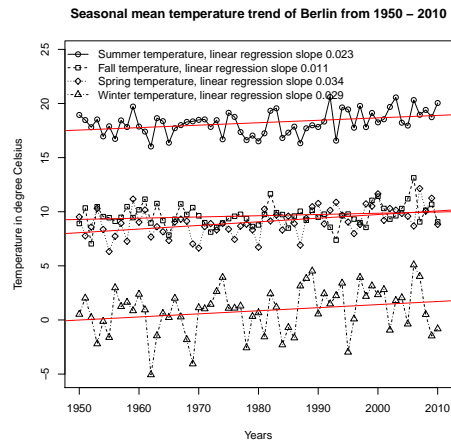 Seasonal mean temperature trend of Berlin from 1950 – 2010
Summer temperature, linear regression slope 0.023
Fall temperature, linear regression slope 0.011
Spring temperature, linear regression slope 0.034
Winter temperature, linear regression slope 0.029
Temperature in degree Celsius
25
20
15
10
5
0
−5
1950
1960
1970
1980
1990
2000
2010
Years